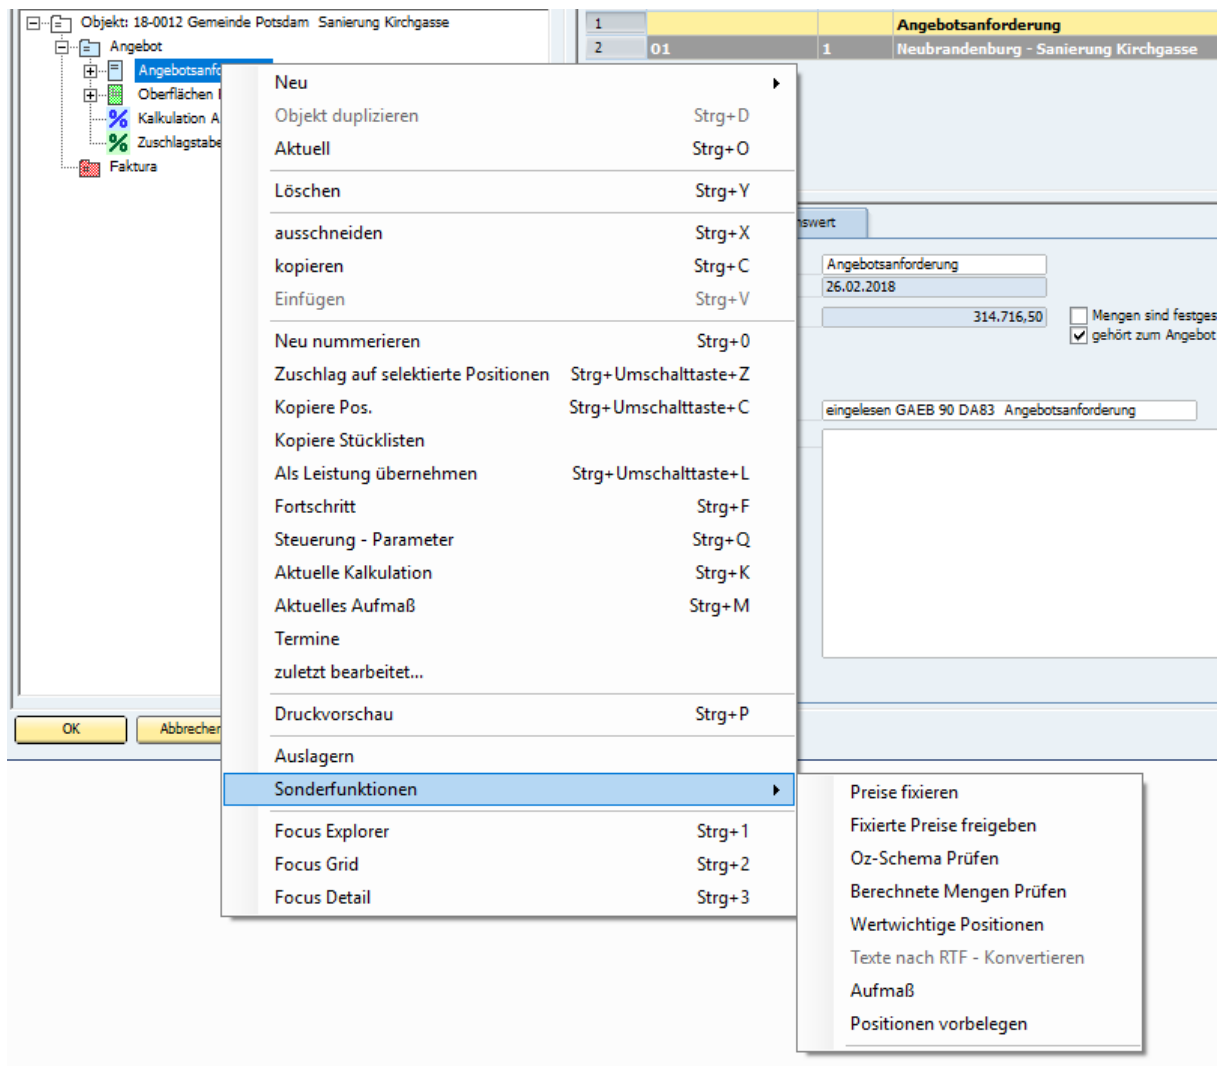 Objekt: 18-0012 Gemeinde Potsdam  Sanierung Kirchgasse
Angebot
Angebotsanfo
Oberflächen
Kalkulation A
Zuschlagstabe
Faktura
1 Angebotsanforderung
2 01 1 Neubrandenburg - Sanierung Kirchgasse
Neu
Objekt duplizieren Strg+D
Aktuell Strg+O
Löschen Strg+Y
ausschneiden Strg+X
kopieren Strg+C
Einfügen Strg+V
Neu nummerieren Strg+0
Zuschlag auf selektierte Positionen Strg+Umschalttaste+Z
Kopiere Pos. Strg+Umschalttaste+C
Kopiere Stücklisten
Als Leistung übernehmen Strg+Umschalttaste+L
Fortschritt Strg+F
Steuerung - Parameter Strg+Q
Aktuelle Kalkulation Strg+K
Aktuelles Aufmaß Strg+M
Termine
zuletzt bearbeitet...
Druckvorschau Strg+P
Auslagern
Sonderfunktionen
Focus Explorer Strg+1
Focus Grid Strg+2
Focus Detail Strg+3
nswert
Angebotsanforderung
26.02.2018
314.716,50 Mengen sind festges
gehört zum Angebot
eingelesen GAEB 90 DA83  Angebotsanforderung
OK Abbrechen
Preise fixieren
Fixierte Preise freigeben
Oz-Schema Prüfen
Berechnete Mengen Prüfen
Wertwichtige Positionen
Texte nach RTF - Konvertieren
Aufmaß
Positionen vorbelegen